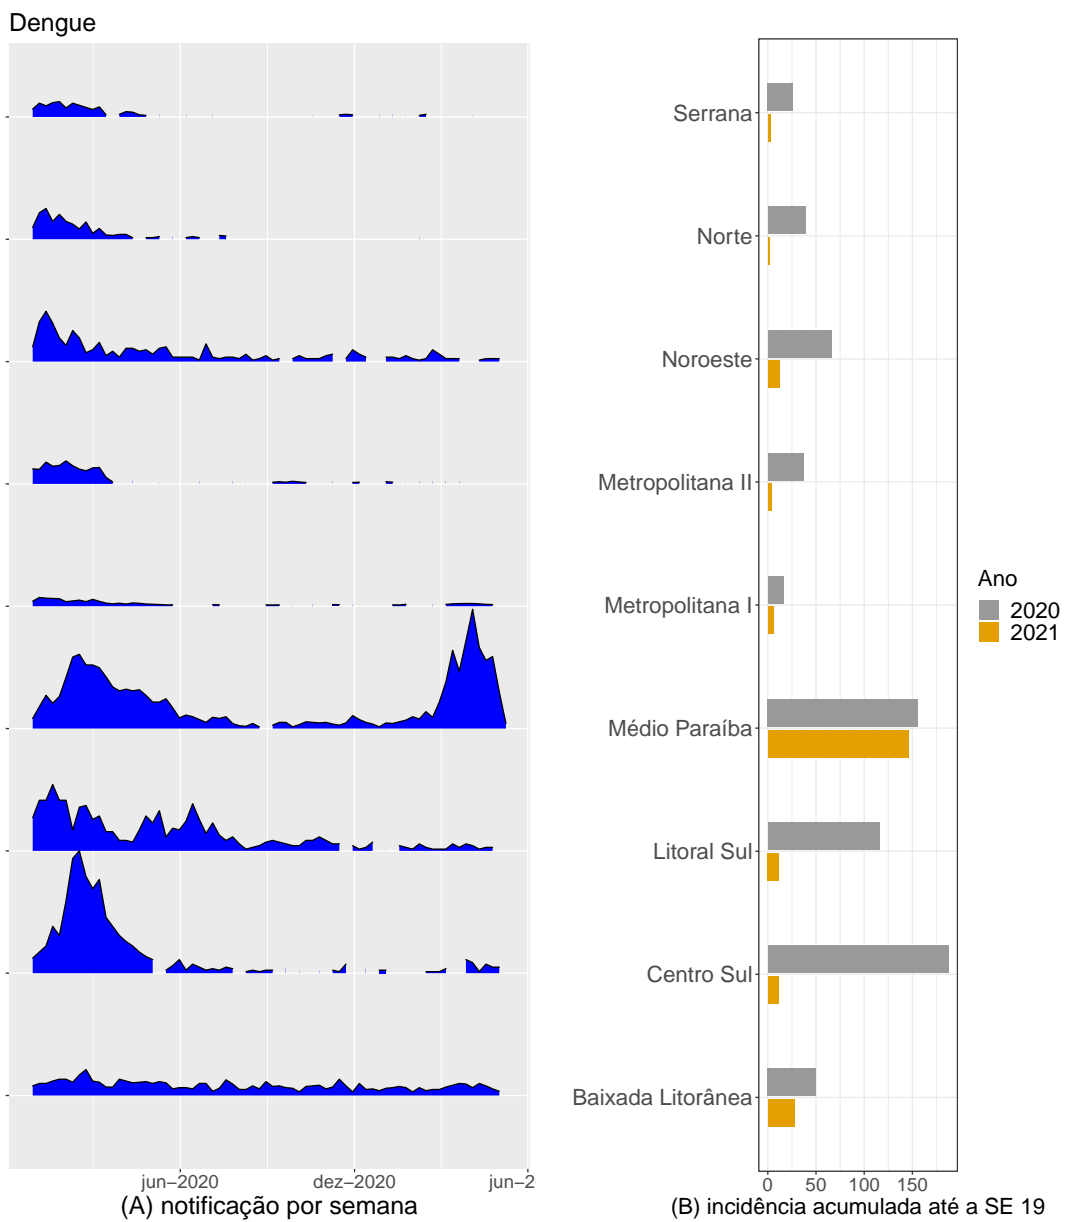 Dengue
Serrana
Norte
Noroeste
Metropolitana II
Metropolitana I
Médio Paraíba
Litoral Sul
Centro Sul
Baixada Litorânea
Ano
2020
2021
jun–2020 dez–2020 jun–2
0 50 100 150
(A) notificação por semana
(B) incidência acumulada até a SE 19